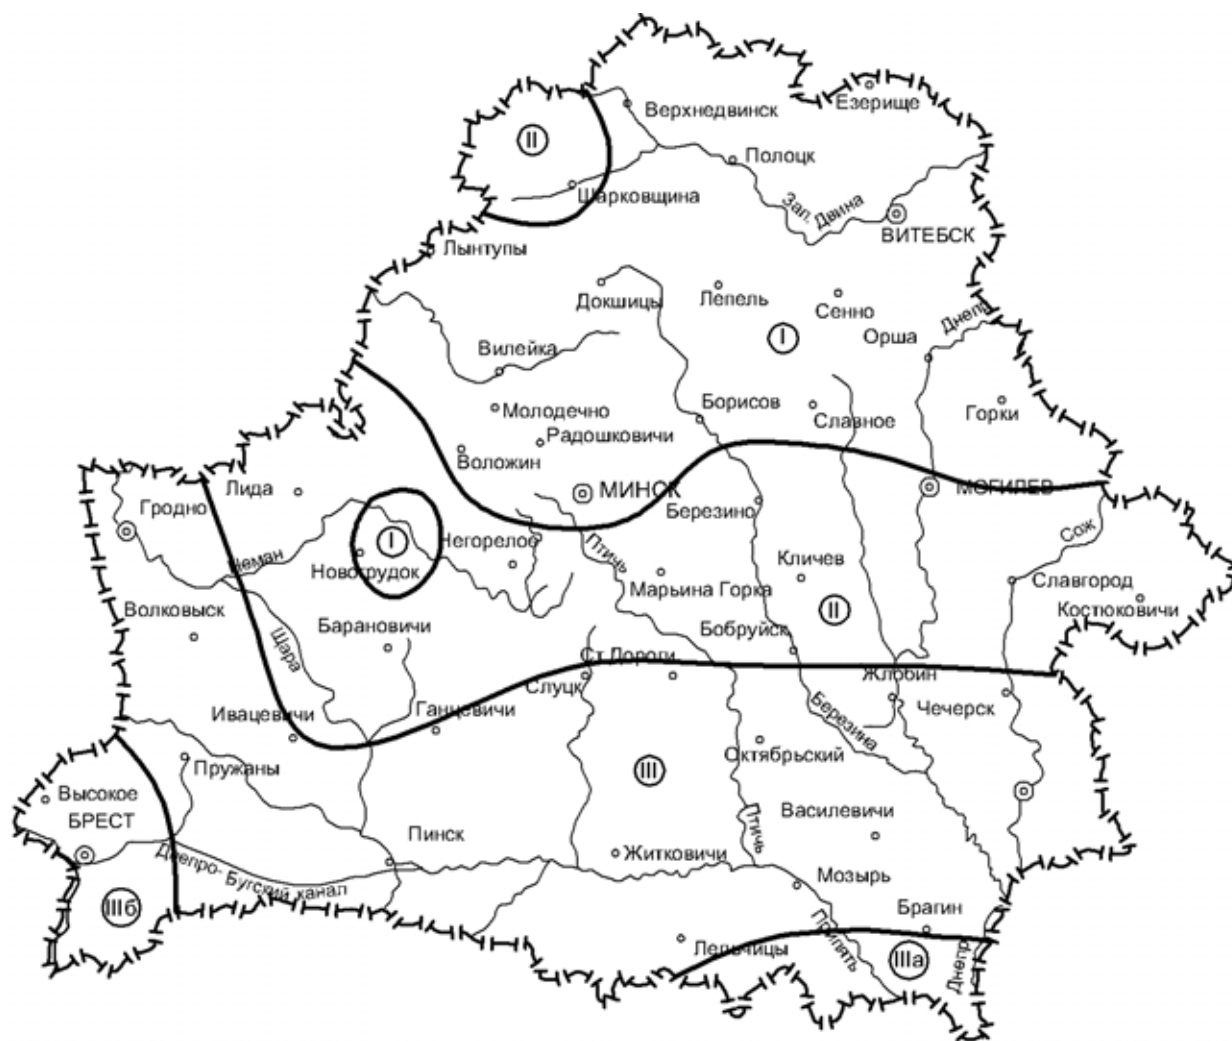 Езерище
Верхнедвинск
II
Полоцк
Шарковщина
Зап. Двина
ВИТЕБСК
Лынтупы
Докшицы
Лепель
Сенно
Днепр
Орша
I
Вилейка
Молодечно
Борисов
Славное
Горки
Радошковичи
Воложин
Лида
МИНСК
МОГИЛЕВ
Гродно
Березино
Сож
Неман
I
Негорелое
Птичь
Новогрудок
Кличев
Славгород
Марьина Горка
Волковыск
II
Костюковичи
Барановичи
Бобруйск
Щара
Ст.Дороги
Слуцк
Жлобин
Ивацевичи
Ганцевичи
Чечерск
Березина
Октябрьский
Пружаны
III
Высокое
БРЕСТ
Василевичи
Пинск
Птичь
Житковичи
Днепро- Бугский канал
Мозырь
IIIб
Брагин
Лельчицы
Припять
IIIа
Днепр